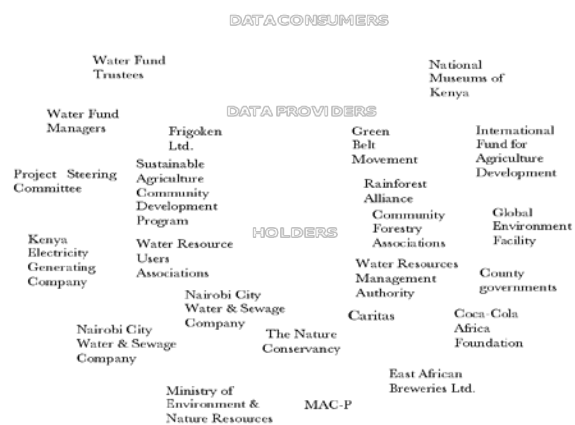 DATA CONSUMERS
Water Fund
Trustees
National
Museums of
Kenya
DATA PROVIDERS
Water Fund
Managers
Frigoken
Ltd.
Green
Belt
Movement
International
Fund for
Agriculture
Development
Project Steering
Committee
Sustainable
Agriculture
Community
Development
Program
Rainforest
Alliance
Community
Forestry
Associations
Global
Environment
Facility
HOLDERS
Kenya
Electricity
Generating
Company
Water Resource
Users
Associations
Water Resources
Management
Authority
County
governments
Nairobi City
Water & Sewage
Company
Caritas
Coca-Cola
Africa
Foundation
Nairobi City
Water & Sewage
Company
The Nature
Conservancy
East African
Breweries Ltd.
Ministry of
Environment &
Nature Resources
MAC-P